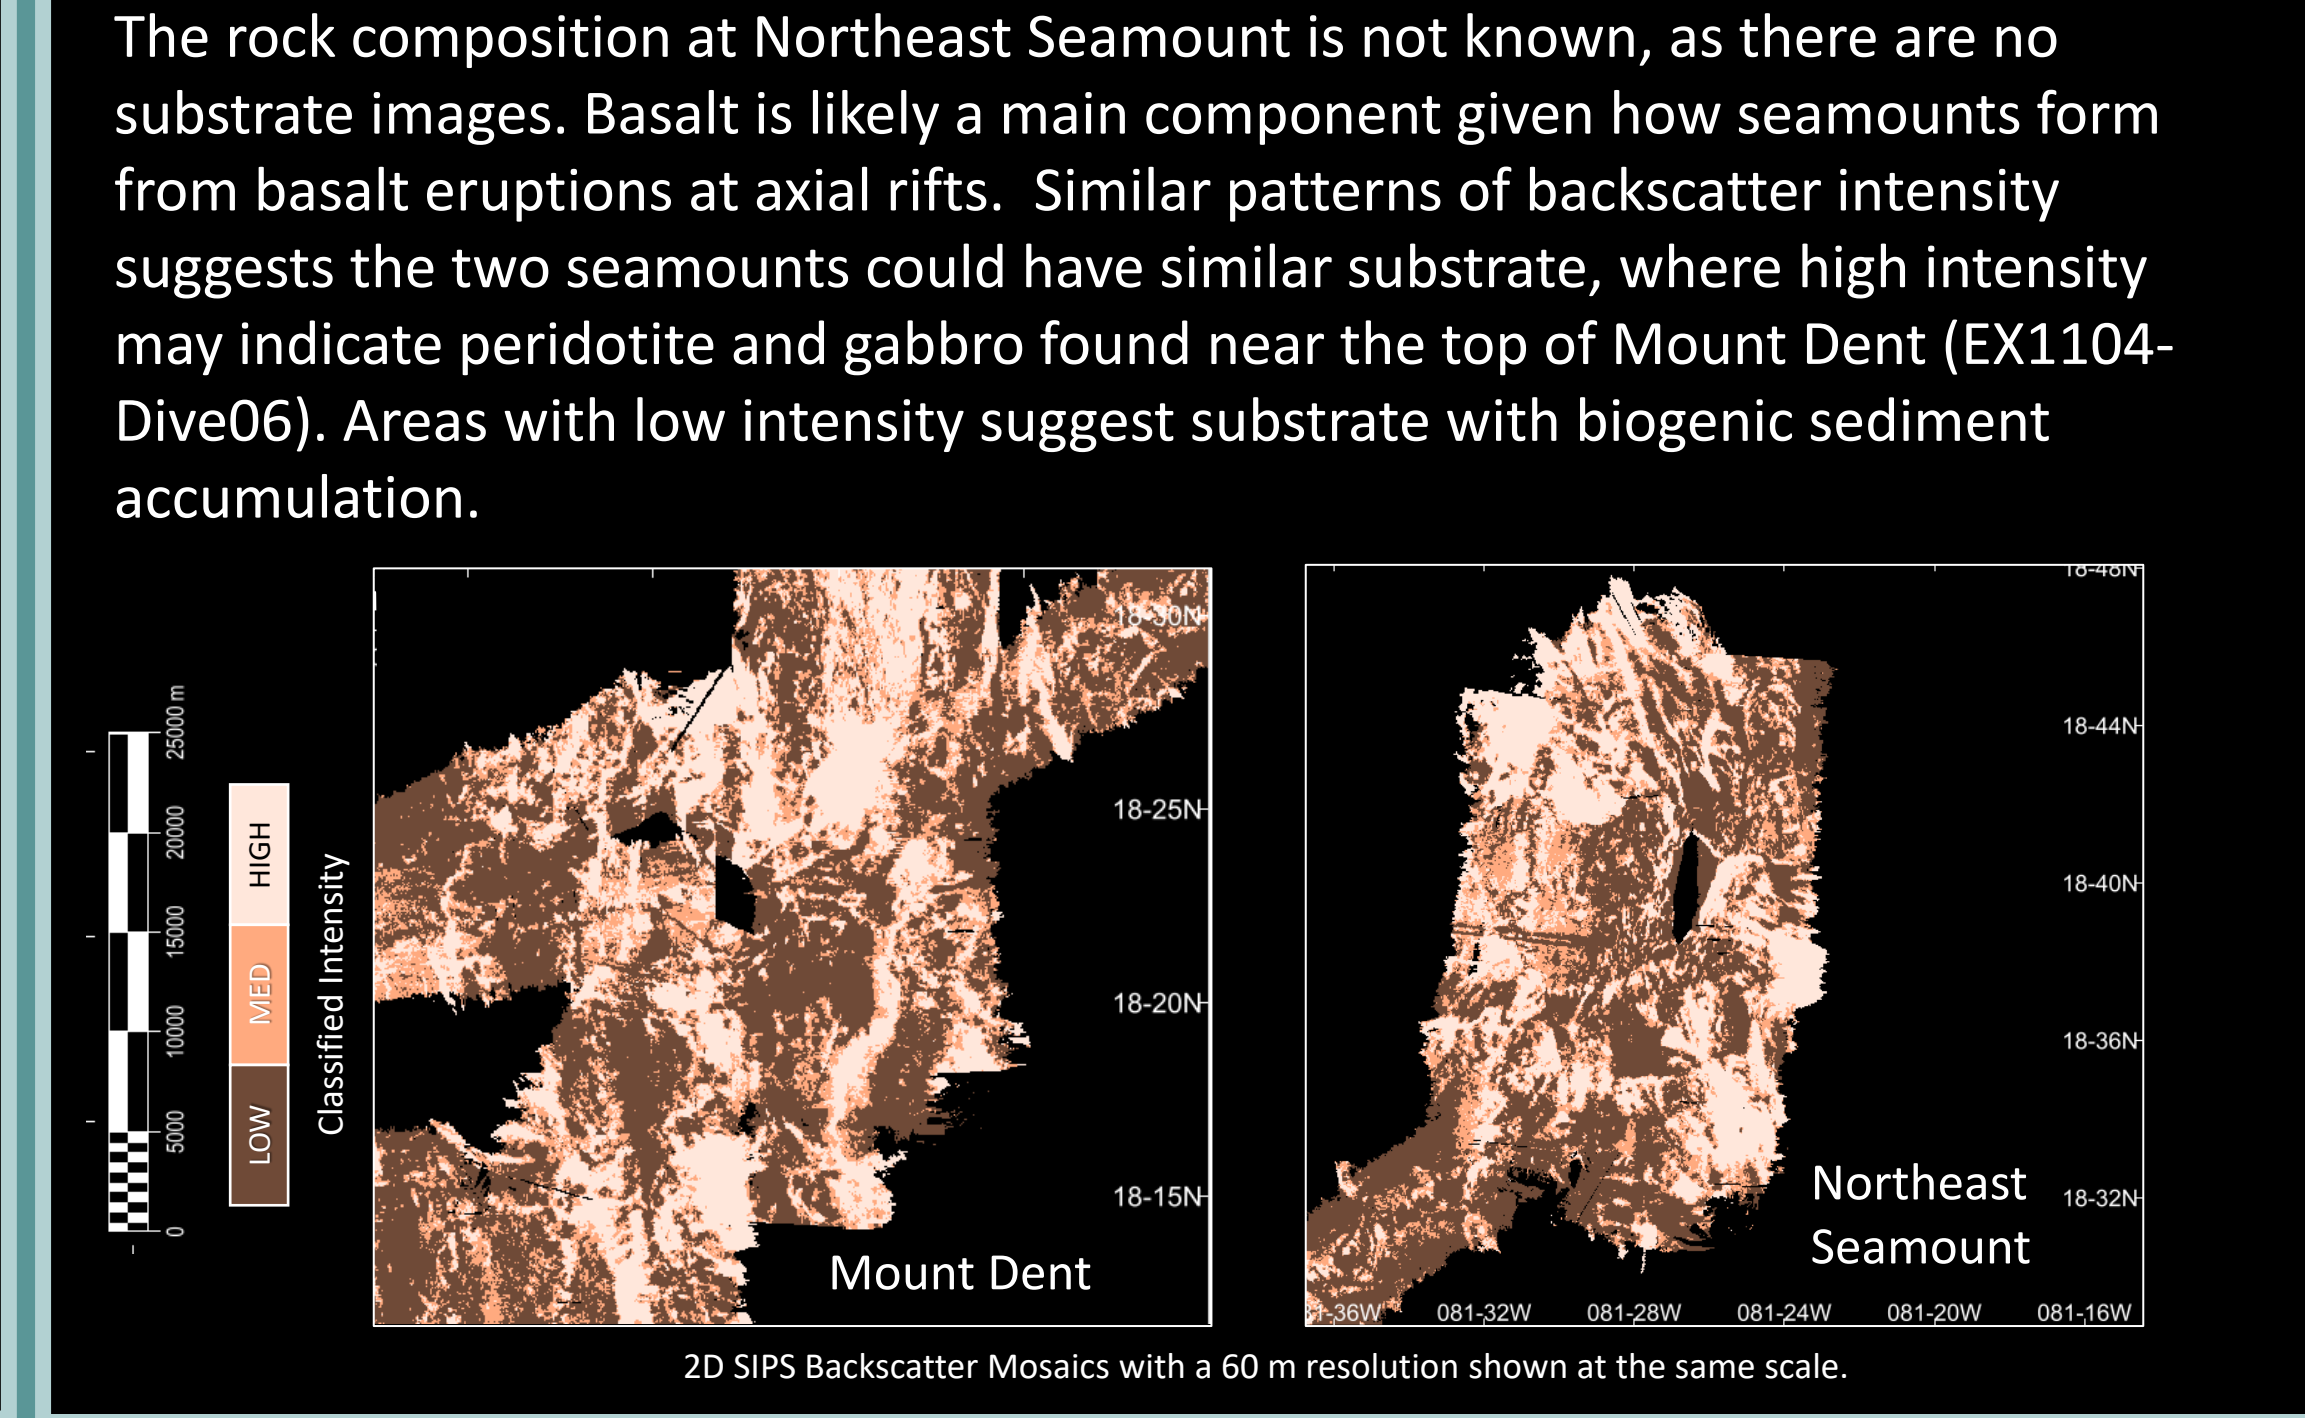 The rock composition at Northeast Seamount is not known, as there are no
substrate images. Basalt is likely a main component given how seamounts form
from basalt eruptions at axial rifts.  Similar patterns of backscatter intensity
suggests the two seamounts could have similar substrate, where high intensity
may indicate peridotite and gabbro found near the top of Mount Dent (EX1104-
Dive06). Areas with low intensity suggest substrate with biogenic sediment
accumulation.
25000 m
20000
15000
10000
5000
0
HIGH
MED
LOW
Classified Intensity
18-30N
18-25N
18-20N
18-15N
Mount Dent
18-48N
18-44N
18-40N
18-36N
18-32N
Northeast
Seamount
1-36W 081-32W 081-28W 081-24W 081-20W 081-16W
2D SIPS Backscatter Mosaics with a 60 m resolution shown at the same scale.